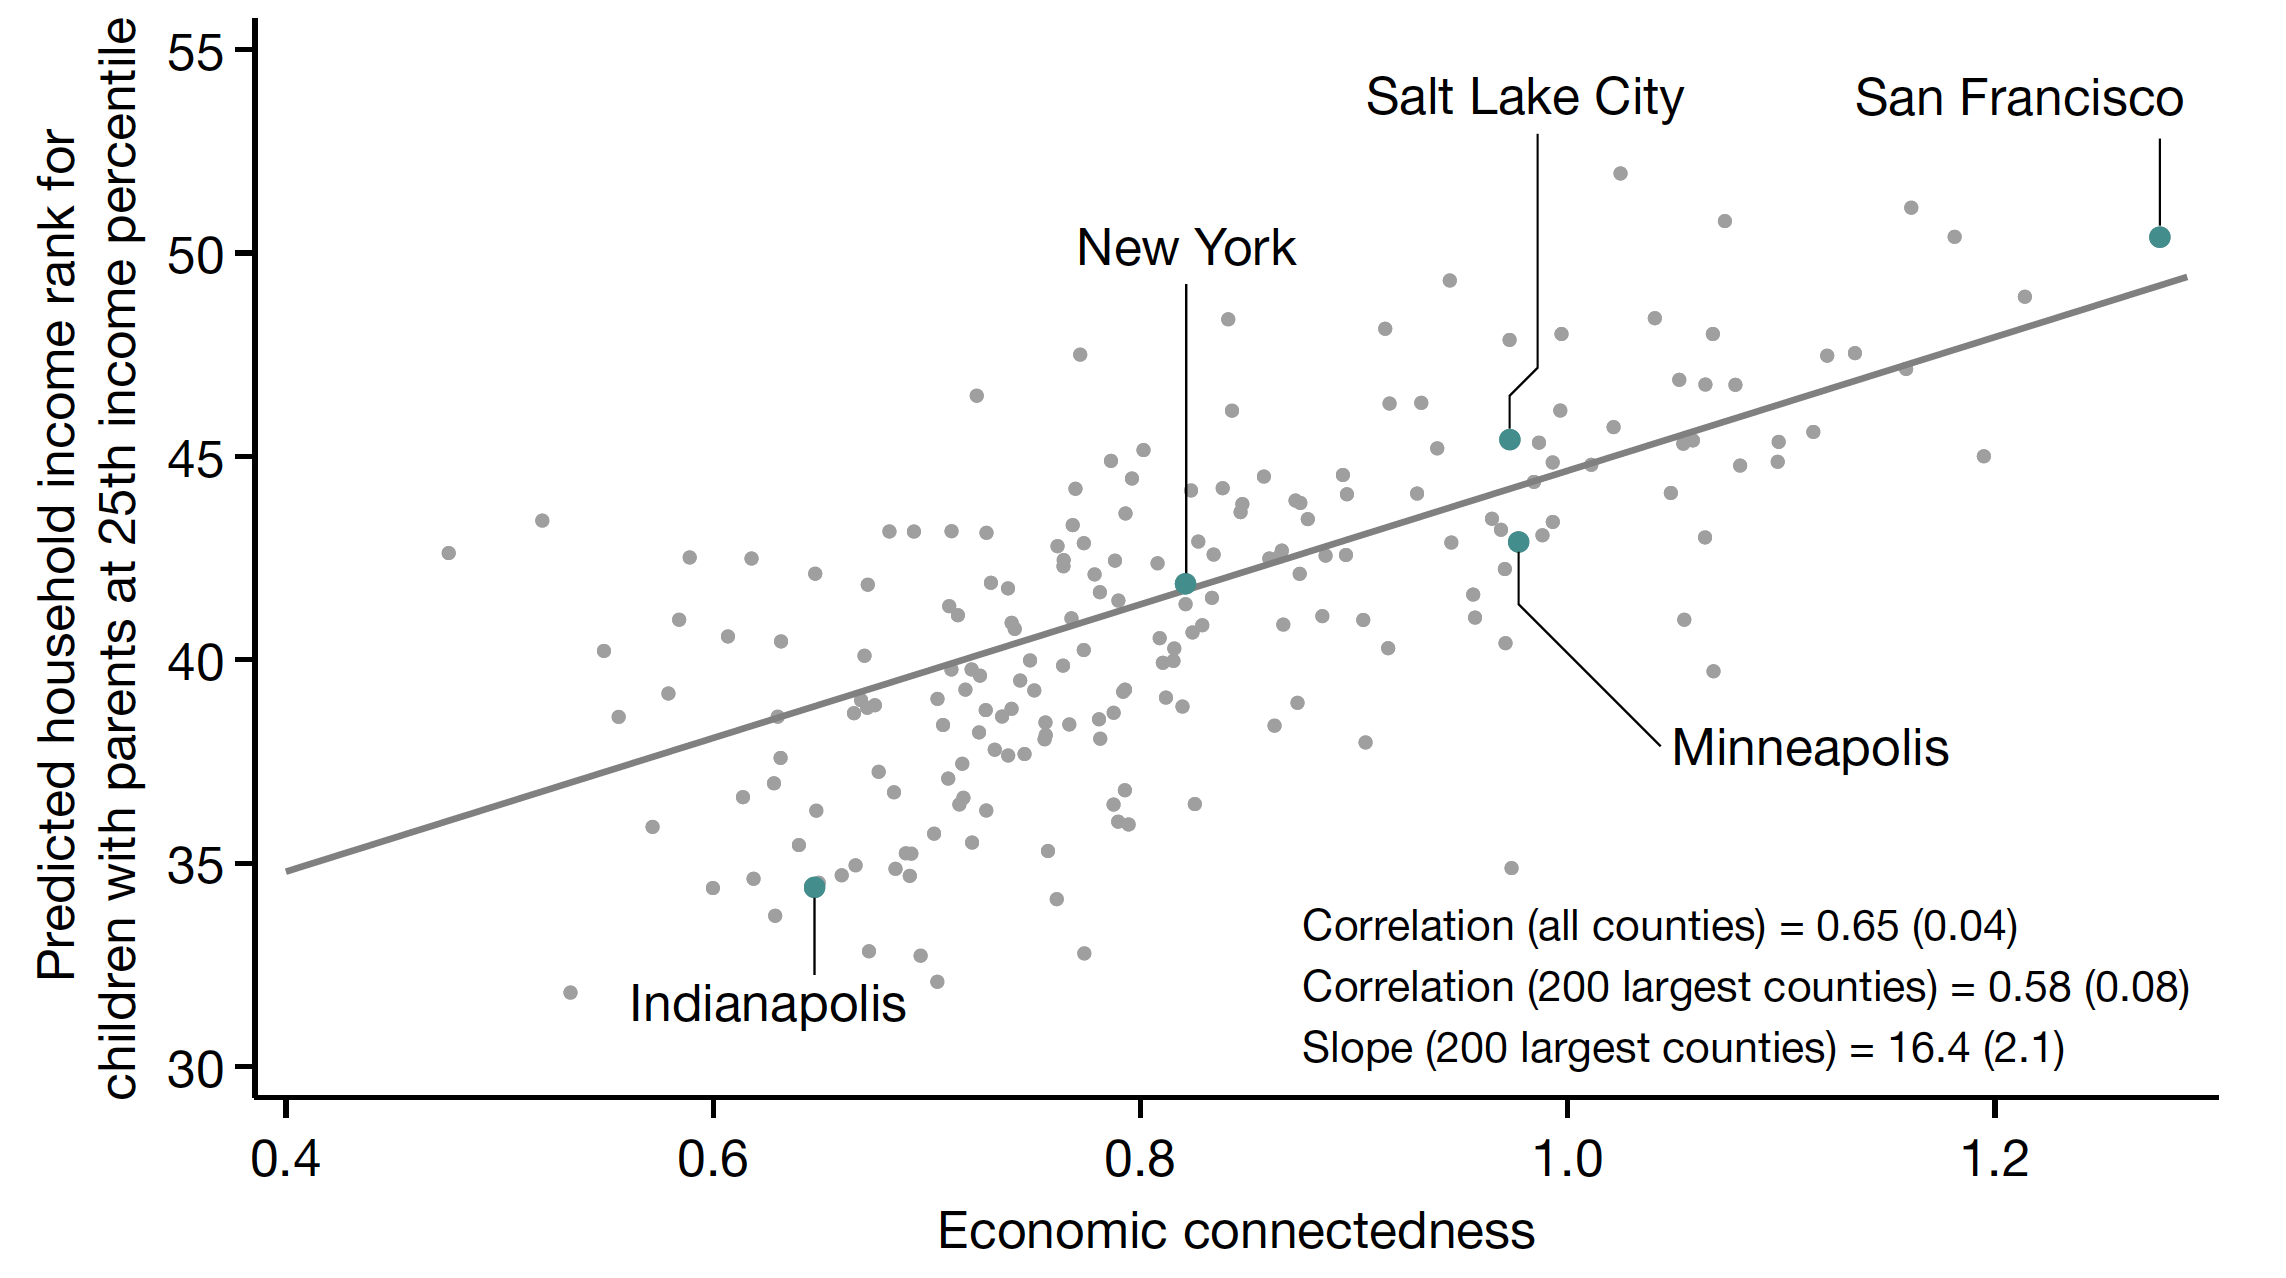 Predicted household income rank for
children with parents at 25th income percentile
55
50
45
40
35
30
Salt Lake City
San Francisco
New York
Minneapolis
Indianapolis
Correlation (all counties) = 0.65 (0.04)
Correlation (200 largest counties) = 0.58 (0.08)
Slope (200 largest counties) = 16.4 (2.1)
0.4 0.6 0.8 1.0 1.2
Economic connectedness